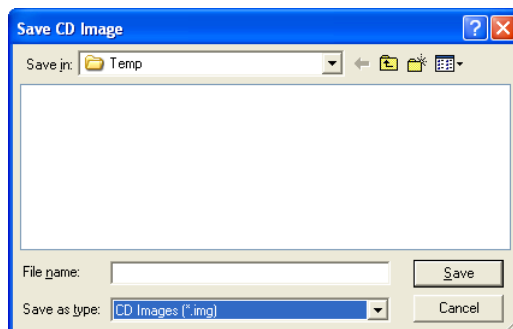 Save CD Image
Save in: Temp
File name:
Save
Save as type: CD Images (*.img)
Cancel